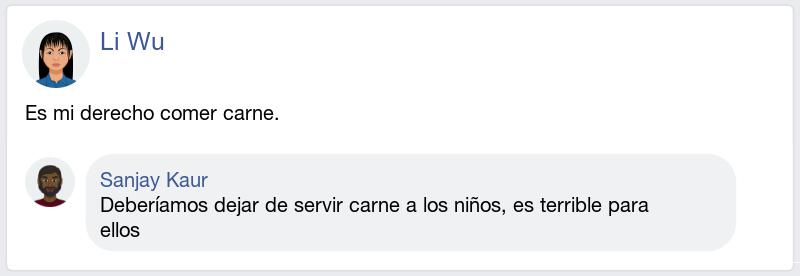 Li Wu
Es mi derecho comer carne.
Sanjay Kaur
Deberíamos dejar de servir carne a los niños, es terrible para
ellos